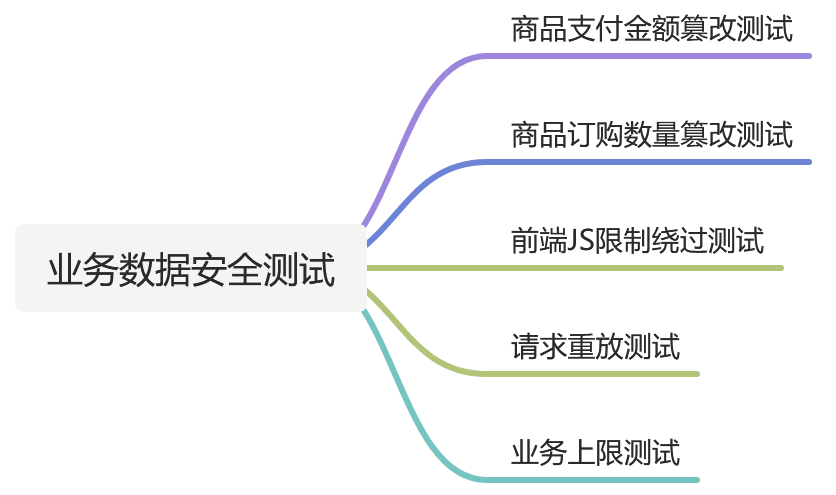 业务数据安全测试
商品支付金额篡改测试
商品订购数量篡改测试
前端JS限制绕过测试
请求重放测试
业务上限测试